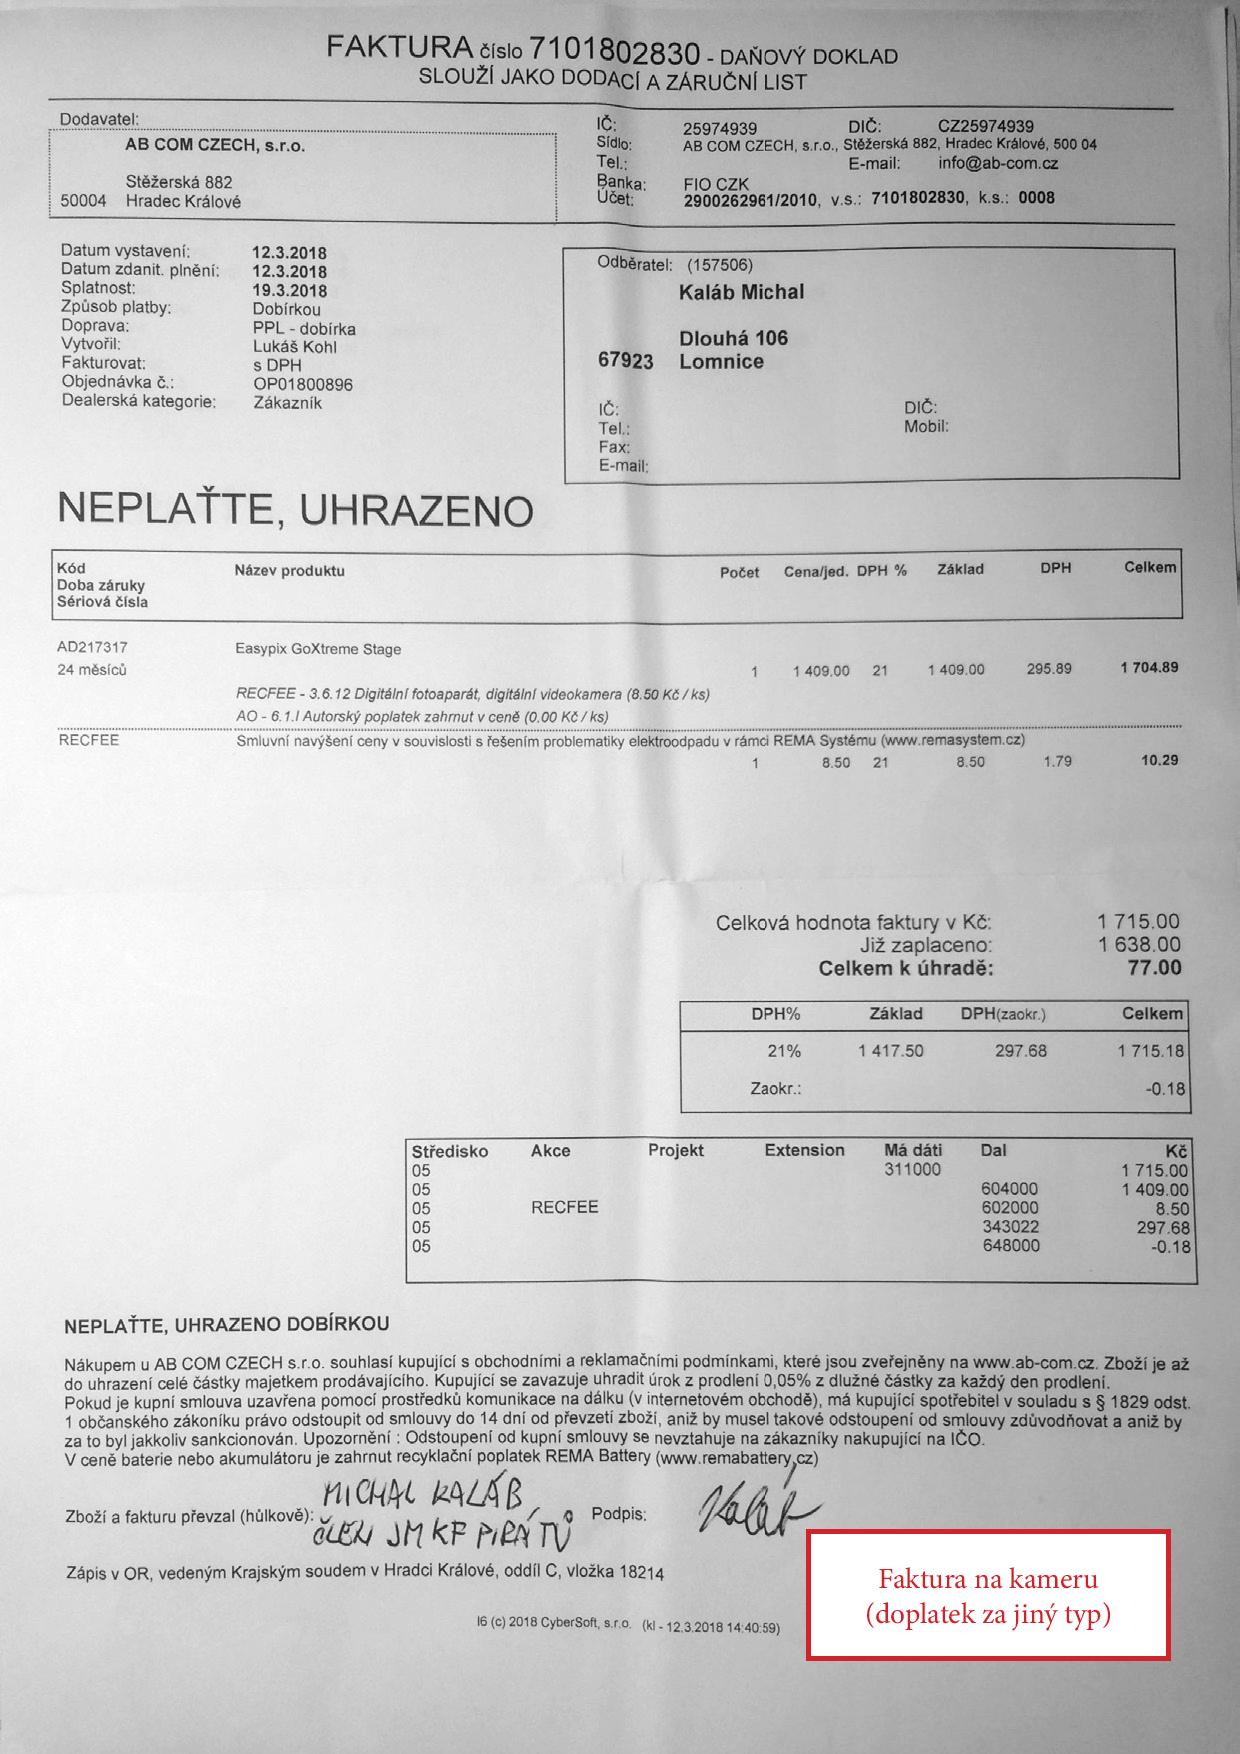 FAKTURA číslo 7101802830 - DAŇOVÝ DOKLAD
SLOUŽÍ JAKO DODACÍ A ZÁRUČNÍ LIST
Dodavatel:
AB COM CZECH, s.r.o.
Stěžerská 882
50004 Hradec Králové
IČ: 25974939 DIČ: CZ25974939
Sídlo: AB COM CZECH, s.r.o., Stěžerská 882, Hradec Králové, 500 04
Tel.: E-mail: info@ab-com.cz
Banka: FIO CZK
Účet: 2900262961/2010, v.s.: 7101802830, k.s.: 0008
Datum vystavení: 12.3.2018
Datum zdanit. plnění: 12.3.2018
Splatnost: 19.3.2018
Způsob platby: Dobírkou
Doprava: PPL - dobírka
Vytvořil: Lukáš Kohl
Fakturovat: s DPH
Objednávka č.: OP01800896
Dealerská kategorie: Zákazník
Odběratel: (157506)
Kaláb Michal
Dlouhá 106
67923 Lomnice
IČ: DIČ:
Tel.: Mobil:
Fax:
E-mail:
NEPLAŤTE, UHRAZENO
Kód Název produktu Počet Cena/jed. DPH % Základ DPH Celkem
Doba záruky
Sériová čísla
AD217317 Easypix GoXtreme Stage
24 měsíců 1 1 409.00 21 1 409.00 295.89 1 704.89
RECFEE - 3.6.12 Digitální fotoaparát, digitální videokamera (8.50 Kč / ks)
AO - 6.1.I Autorský poplatek zahrnut v ceně (0.00 Kč / ks)
RECFEE Smluvní navýšení ceny v souvislosti s řešením problematiky elektroodpadu v rámci REMA Systému (www.remasystem.cz)
1 8.50 21 8.50 1.79 10.29
Celková hodnota faktury v Kč: 1 715.00
Již zaplaceno: 1 638.00
Celkem k úhradě: 77.00
DPH% Základ DPH(zaokr.) Celkem
21% 1 417.50 297.68 1 715.18
Zaokr.: -0.18
Středisko Akce Projekt Extension Má dáti Dal Kč
05 311000 1 715.00
05 604000 1 409.00
05 RECFEE 602000 8.50
05 343022 297.68
05 648000 -0.18
NEPLAŤTE, UHRAZENO DOBÍRKOU
Nákupem u AB COM CZECH s.r.o. souhlasí kupující s obchodními a reklamačními podmínkami, které jsou zveřejněny na www.ab-com.cz. Zboží je až
do uhrazení celé částky majetkem prodávajícího. Kupující se zavazuje uhradit úrok z prodlení 0,05% z dlužné částky za každý den prodlení.
Pokud je kupní smlouva uzavřena pomocí prostředků komunikace na dálku (v internetovém obchodě), má kupující spotřebitel v souladu s § 1829 odst.
1 občanského zákoníku právo odstoupit od smlouvy do 14 dní od převzetí zboží, aniž by musel takové odstoupení od smlouvy zdůvodňovat a aniž by
za to byl jakkoliv sankcionován. Upozornění : Odstoupení od kupní smlouvy se nevztahuje na zákazníky nakupující na IČO.
V ceně baterie nebo akumulátoru je zahrnut recyklační poplatek REMA Battery (www.remabattery.cz)
MICHAL KALÁB,
Zboží a fakturu převzal (hůlkově): ČLEN JMKF PIRÁTŮ Podpis: Kaláb
Zápis v OR, vedeným Krajským soudem v Hradci Králové, oddíl C, vložka 18214
I6 (c) 2018 CyberSoft, s.r.o. (kl - 12.3.2018 14:40:59)
Faktura na kameru
(doplatek za jiný typ)